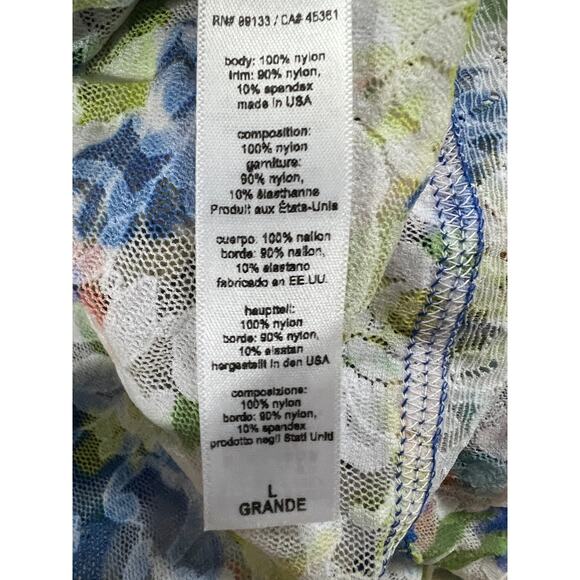 RN# 99133 / CA# 45361
body: 100% nylon
trim: 90% nylon,
10% spandex
made in USA
composition:
100% nylon
garniture:
90% nylon,
10% élasthanne
Produit aux États-Unis
cuerpo: 100% nailon
borde: 90% nailon,
10% elastano
fabricado en EE.UU.
hauptteil:
100% nylon
borde: 90% nylon,
10% elastan
hergestellt in den USA
composizione:
100% nylon
bordo: 90% nylon,
10% spandex
prodotto negli Stati Uniti
L
GRANDE